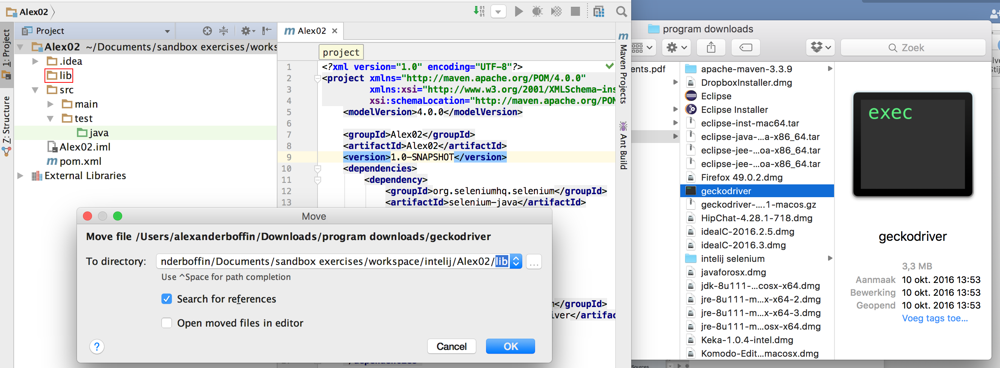 Alex02
1: Project
Z: Structure
Project
Alex02 ~/Documents/sandbox exercises/works
.idea
lib
src
main
test
java
Alex02.iml
pom.xml
External Libraries
01
10
01
Alex02
project
1 <?xml version="1.0" encoding="UTF-8"?>
2 <project xmlns="http://maven.apache.org/POM/4.0.0"
3 xmlns:xsi="http://www.w3.org/2001/XMLSchema-ins
4 xsi:schemaLocation="http://maven.apache.org/POM
5 <modelVersion>4.0.0</modelVersion>
6
7 <groupId>Alex02</groupId>
8 <artifactId>Alex02</artifactId>
9 <version>1.0-SNAPSHOT</version>
10 <dependencies>
11 <dependency>
12 <groupId>org.seleniumhq.selenium</groupId>
13 <artifactId>selenium-java</artifactId>
</groupId>
iver</artifac
Maven Projects
Ant Build
Move
Move file /Users/alexanderboffin/Downloads/program downloads/geckodriver
To directory: nderboffin/Documents/sandbox exercises/workspace/intelij/Alex02/lib ...
Use ^Space for path completion
Search for references
Open moved files in editor
?
Cancel
OK
program downloads
Zoek
ents.pdf
apache-maven-3.3.9
DropboxInstaller.dmg
Eclipse
Eclipse Installer
eclipse-inst-mac64.tar
eclipse-java-...a-x86_64.tar
eclipse-jee-...oa-x86_64.tar
eclipse-jee-...oa-x86_64.tar
Firefox 49.0.2.dmg
geckodriver
geckodriver-....1-macos.gz
HipChat-4.28.1-718.dmg
ideaIC-2016.2.5.dmg
ideaIC-2016.3.dmg
intelij selenium
javaforosx.dmg
jdk-8u111-...cosx-x64.dmg
jre-8u111-m...x-x64-2.dmg
jre-8u111-m...x-x64-3.dmg
jre-8u111-m...osx-x64.dmg
Keka-1.0.4-intel.dmg
Komodo-Edit...macosx.dmg
exec
geckodriver
3,3 MB
Aanmaak 10 okt. 2016 13:53
Bewerking 10 okt. 2016 13:53
Geopend 10 okt. 2016 13:53
Voeg tags toe...
Sources